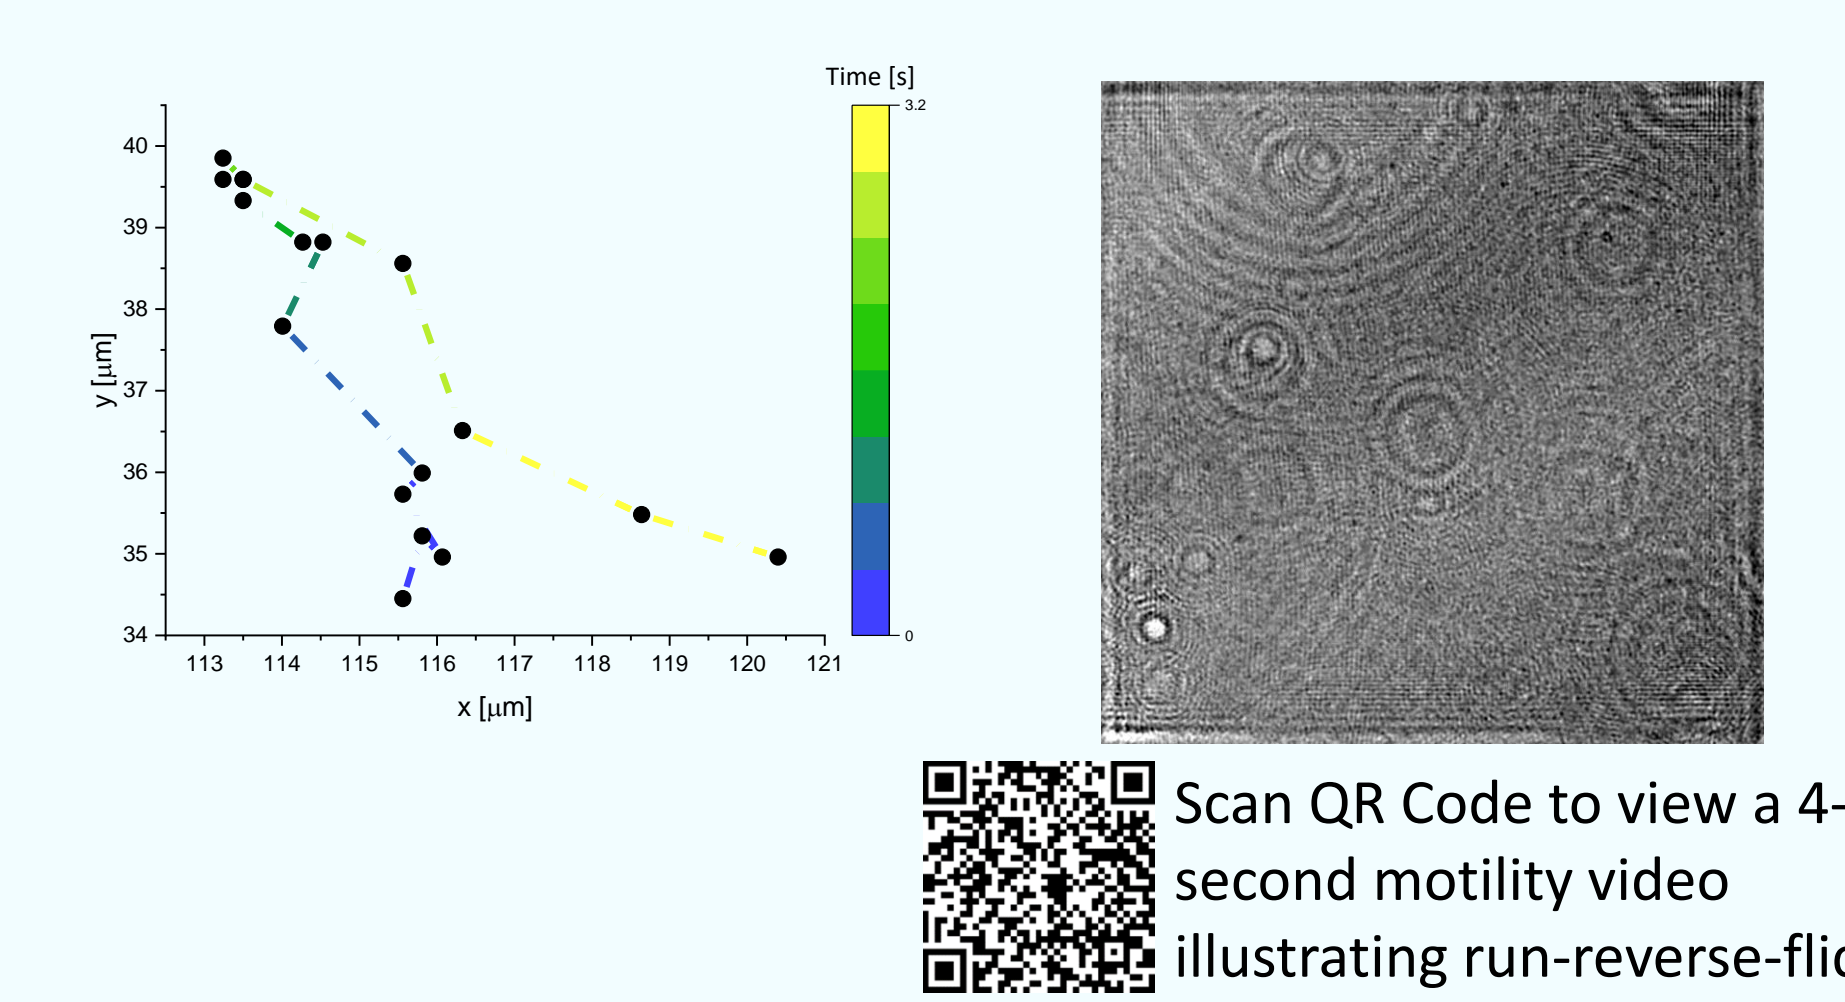 Time [s]
3.2
0
40
39
38
37
36
35
34
y [μm]
113 114 115 116 117 118 119 120 121
x [μm]
Scan QR Code to view a 4-
second motility video
illustrating run-reverse-flic